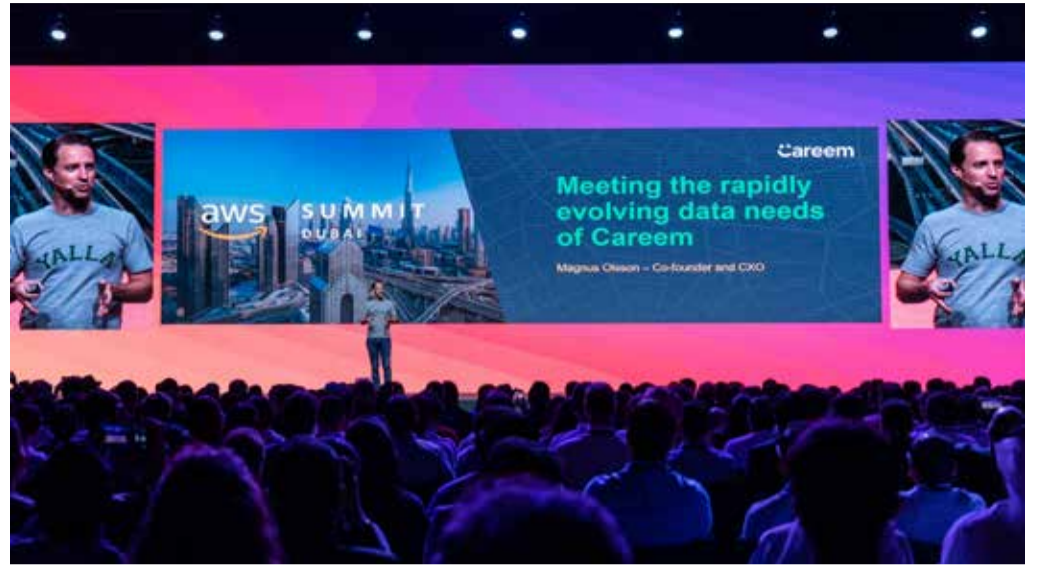 YALLA
aws SUMMIT
DUBAI
Careem
Meeting the rapidly
evolving data needs
of Careem
Magnus Olsson – Co-founder and CXO
YALLA